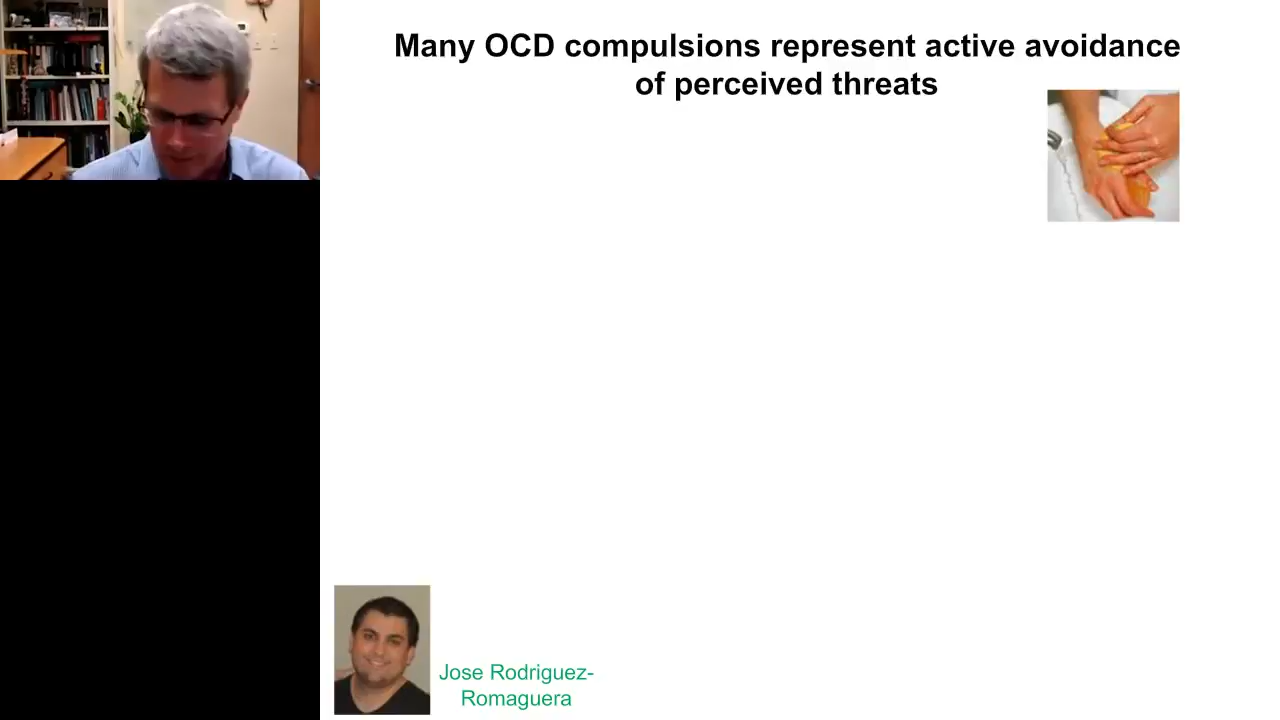 Many OCD compulsions represent active avoidance
of perceived threats
Jose Rodriguez-
Romaguera